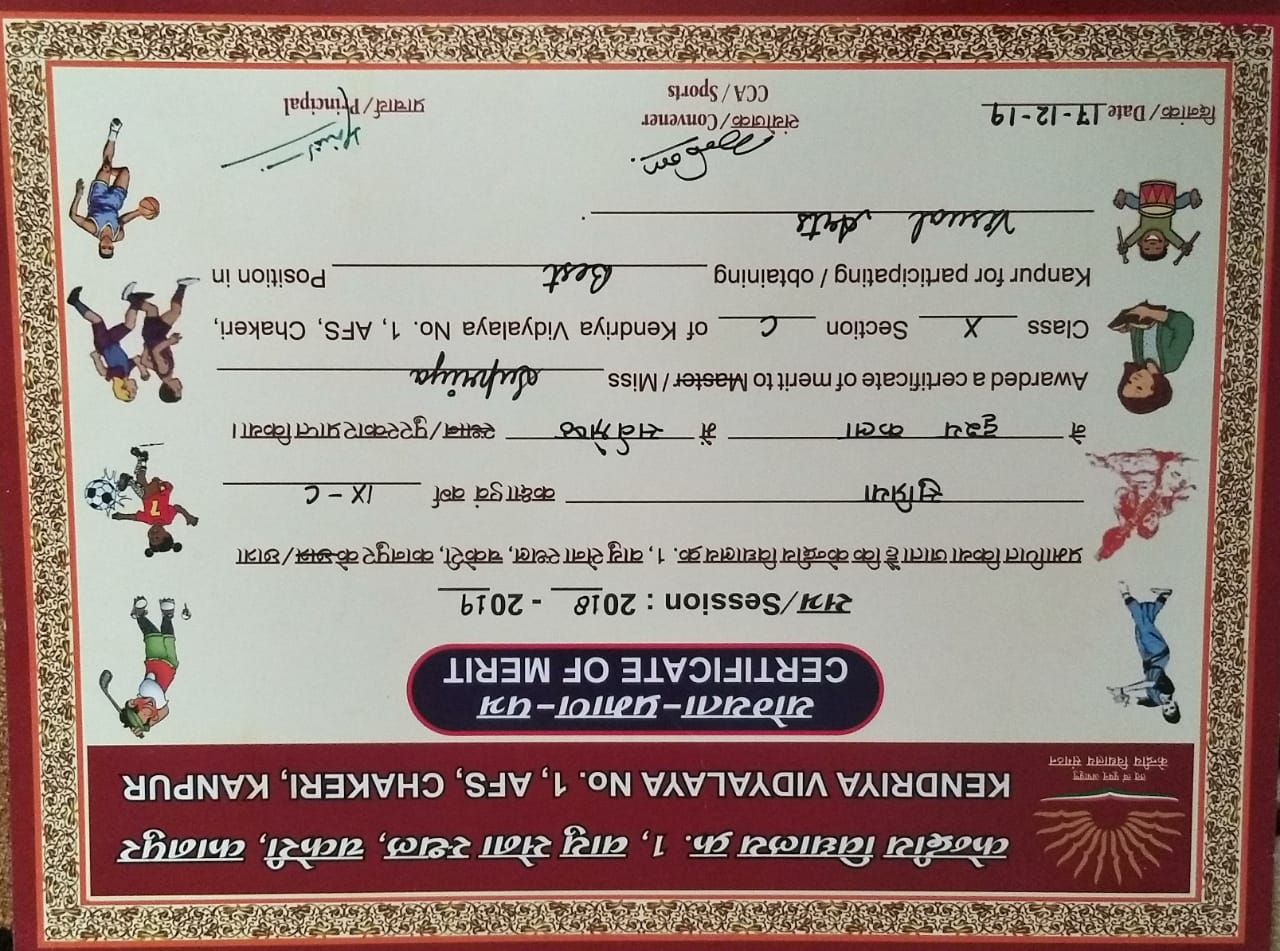 केन्द्रीय विद्यालय क्र. 1, वायु सेना स्थल, चकेरी, कानपुर
KENDRIYA VIDYALAYA No. 1, AFS, CHAKERI, KANPUR
तत् त्वं पूषन् अपावृणु
केन्द्रीय विद्यालय संगठन
योग्यता-प्रमाण-पत्र
CERTIFICATE OF MERIT
सत्र/Session : 2018 - 2019
प्रमाणित किया जाता है कि केन्द्रीय विद्यालय क्र. 1, वायु सेना स्थल, चकेरी, कानपुर के छात्र/छात्रा
सुप्रिया कक्षा एवं वर्ग IX - C
ने दृश्य कला में सर्वश्रेष्ठ स्थान/पुरस्कार प्राप्त किया।
Awarded a certificate of merit to Master / Miss Supriya
Class X Section C of Kendriya Vidyalaya No. 1, AFS, Chakeri,
Kanpur for participating / obtaining Best Position in
Visual Arts.
7
दिनांक/Date 17-12-19
संयोजक/Convener
CCA/Sports
प्राचार्य/Principal